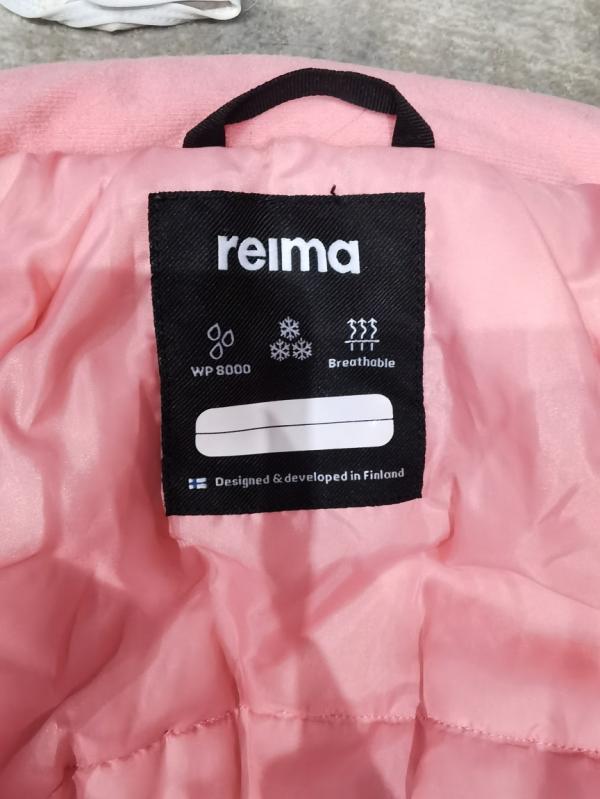 reima
WP 8000
Breathable
Designed & developed in Finland